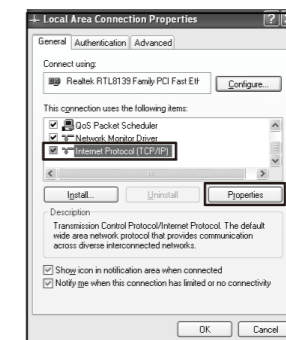 Local Area Connection Properties
General Authentication Advanced
Connect using:
Realtek RTL8139 Family PCI Fast Eth
Configure...
This connection uses the following items:
QoS Packet Scheduler
Network Monitor Driver
Internet Protocol (TCP/IP)
Install... Uninstall Properties
Description
Transmission Control Protocol/Internet Protocol. The default
wide area network protocol that provides communication
across diverse interconnected networks.
Show icon in notification area when connected
Notify me when this connection has limited or no connectivity
OK Cancel